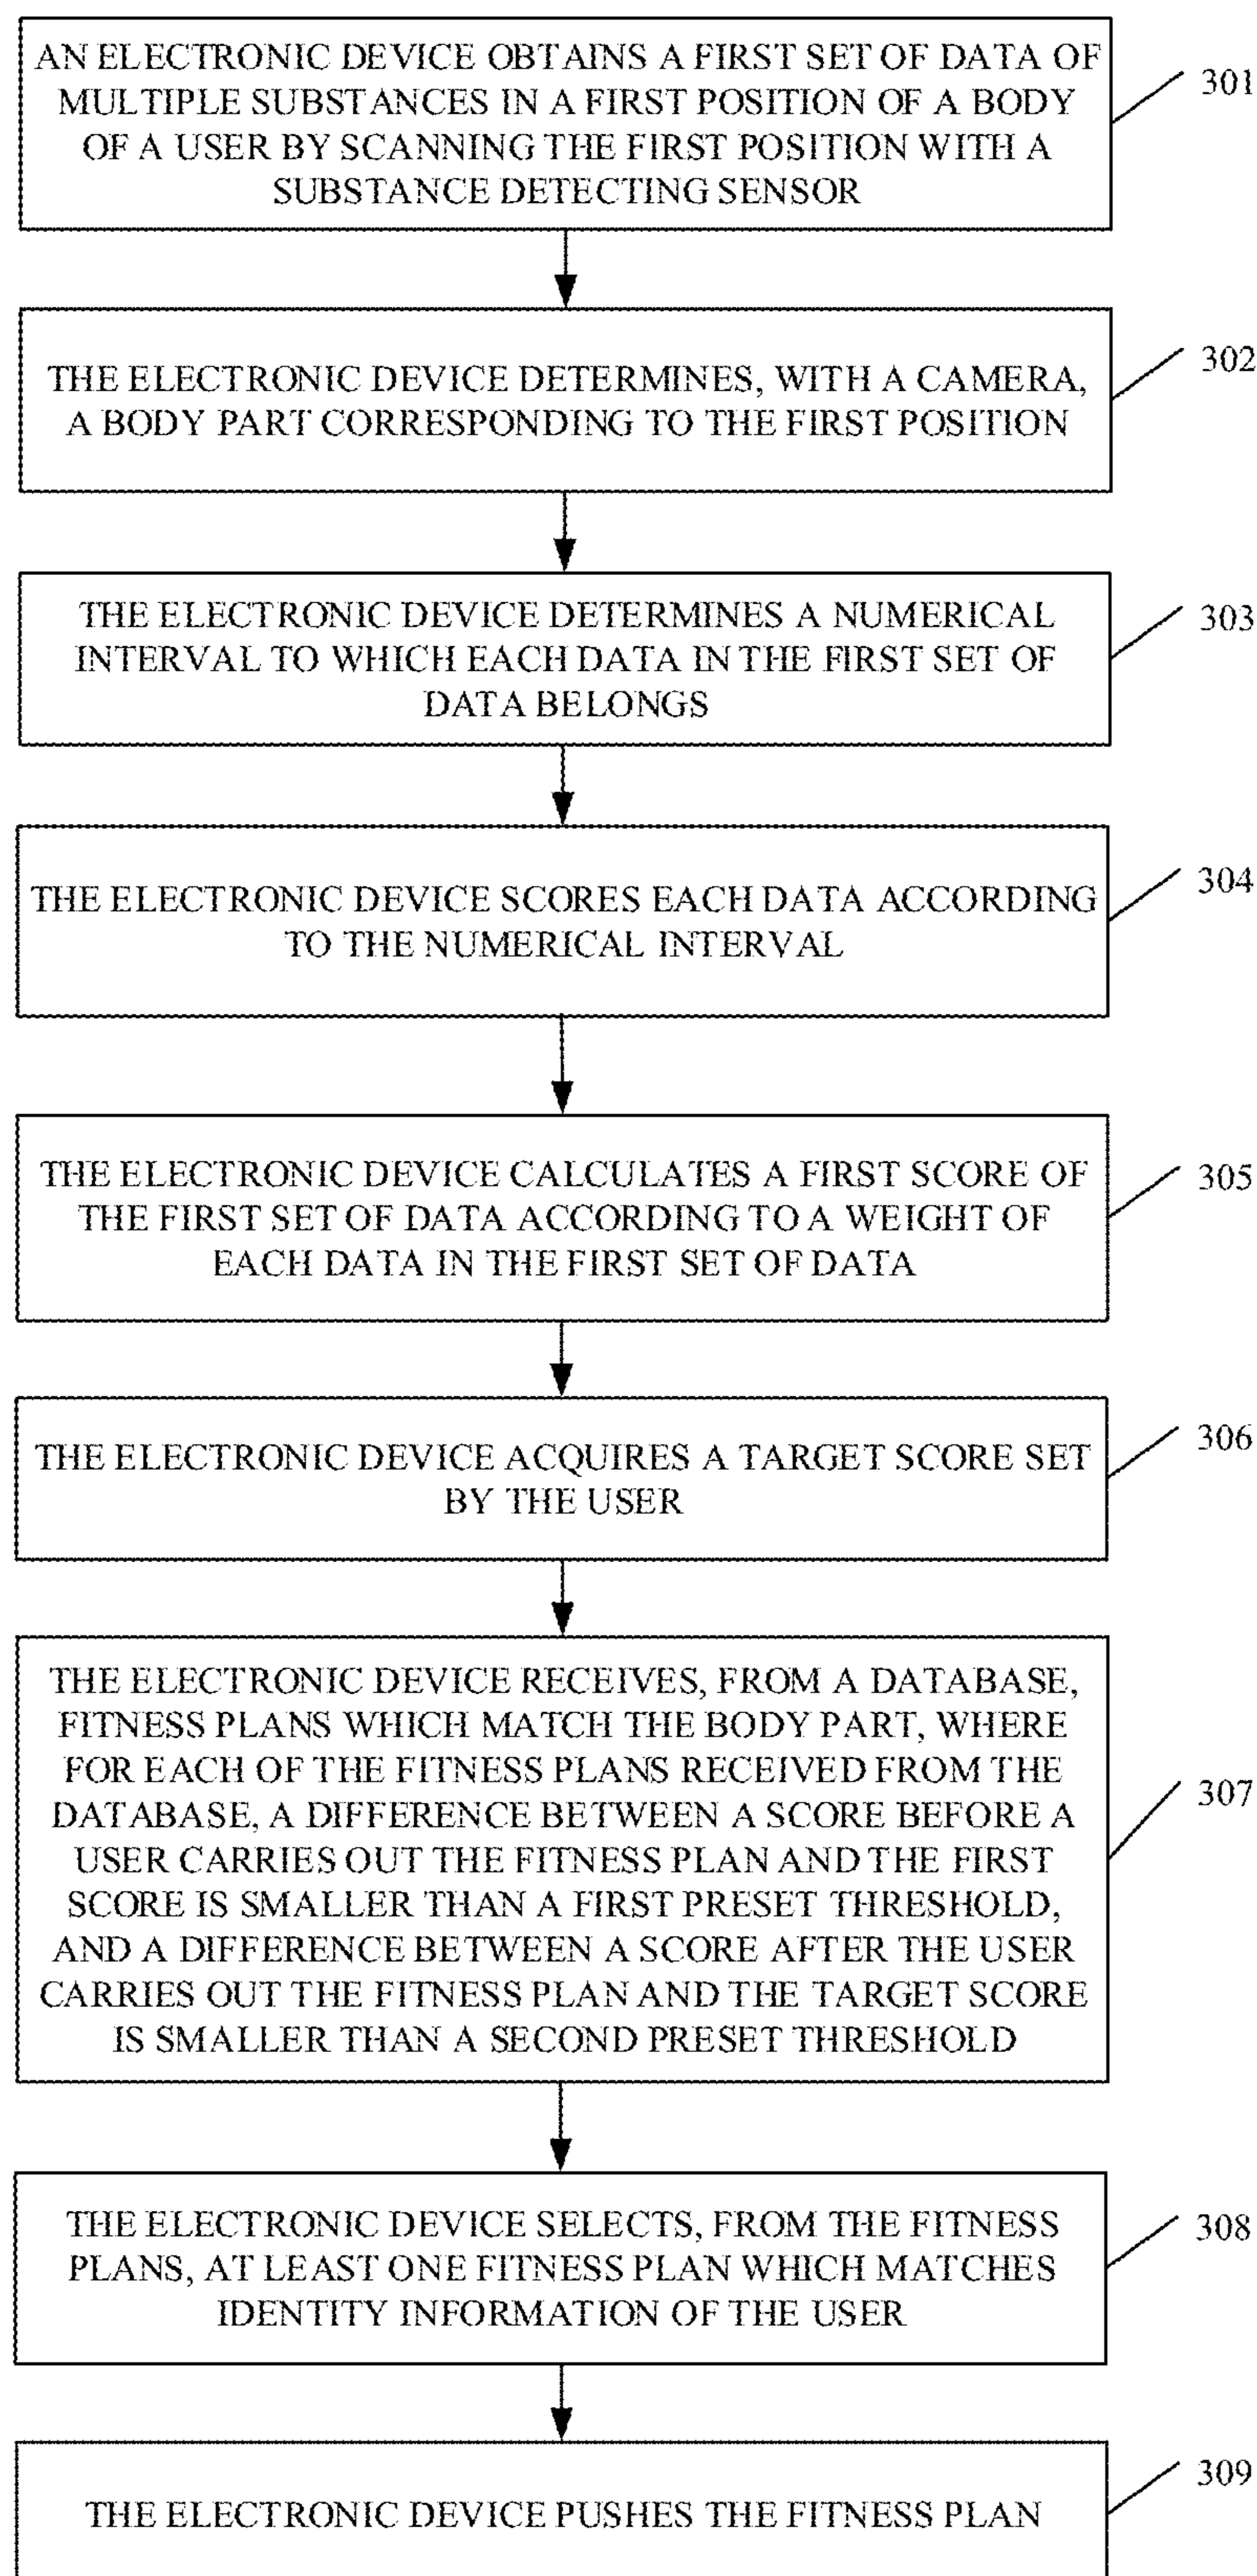 AN ELECTRONIC DEVICE OBTAINS A FIRST SET OF DATA OF
MULTIPLE SUBSTANCES IN A FIRST POSITION OF A BODY
OF A USER BY SCANNING THE FIRST POSITION WITH A
SUBSTANCE DETECTING SENSOR
301
THE ELECTRONIC DEVICE DETERMINES, WITH A CAMERA,
A BODY PART CORRESPONDING TO THE FIRST POSITION
302
THE ELECTRONIC DEVICE DETERMINES A NUMERICAL
INTERVAL TO WHICH EACH DATA IN THE FIRST SET OF
DATA BELONGS
303
THE ELECTRONIC DEVICE SCORES EACH DATA ACCORDING
TO THE NUMERICAL INTERVAL
304
THE ELECTRONIC DEVICE CALCULATES A FIRST SCORE OF
THE FIRST SET OF DATA ACCORDING TO A WEIGHT OF
EACH DATA IN THE FIRST SET OF DATA
305
THE ELECTRONIC DEVICE ACQUIRES A TARGET SCORE SET
BY THE USER
306
THE ELECTRONIC DEVICE RECEIVES, FROM A DATABASE,
FITNESS PLANS WHICH MATCH THE BODY PART, WHERE
FOR EACH OF THE FITNESS PLANS RECEIVED FROM THE
DATABASE, A DIFFERENCE BETWEEN A SCORE BEFORE A
USER CARRIES OUT THE FITNESS PLAN AND THE FIRST
SCORE IS SMALLER THAN A FIRST PRESET THRESHOLD,
AND A DIFFERENCE BETWEEN A SCORE AFTER THE USER
CARRIES OUT THE FITNESS PLAN AND THE TARGET SCORE
IS SMALLER THAN A SECOND PRESET THRESHOLD
307
THE ELECTRONIC DEVICE SELECTS, FROM THE FITNESS
PLANS, AT LEAST ONE FITNESS PLAN WHICH MATCHES
IDENTITY INFORMATION OF THE USER
308
THE ELECTRONIC DEVICE PUSHES THE FITNESS PLAN
309